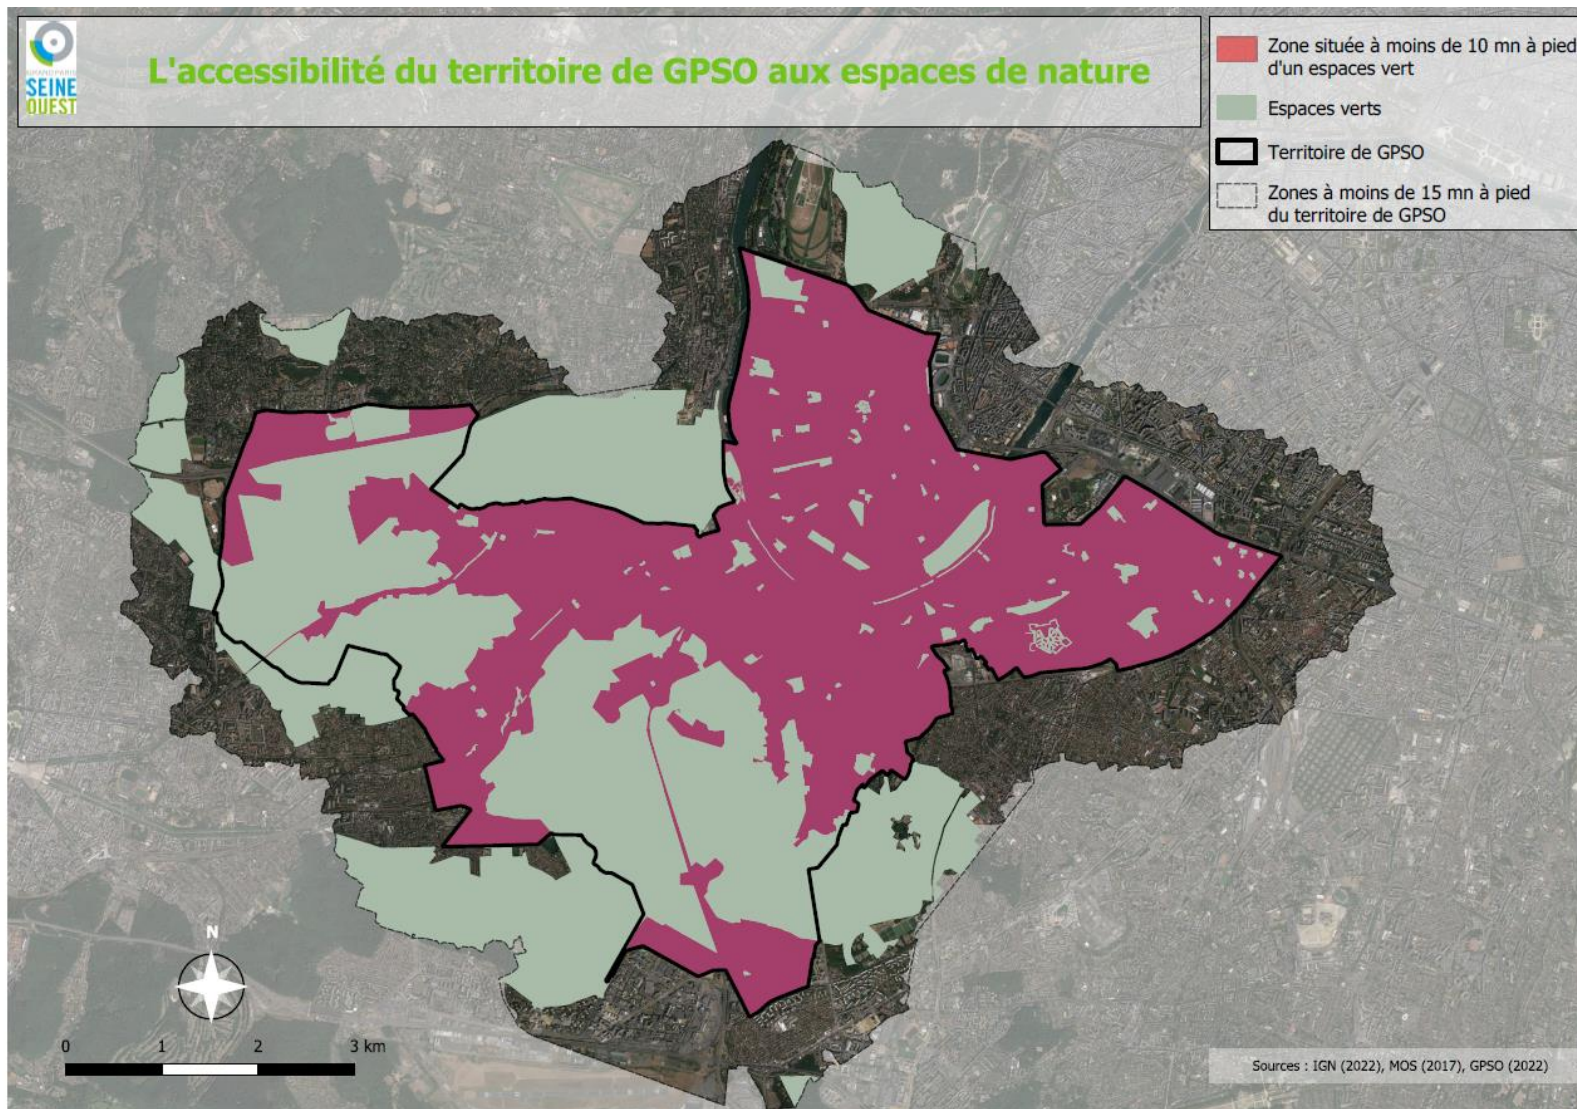 GRAND PARIS
SEINE
OUEST
L'accessibilité du territoire de GPSO aux espaces de nature
Zone située à moins de 10 mn à pied
d'un espaces vert
Espaces verts
Territoire de GPSO
Zones à moins de 15 mn à pied
du territoire de GPSO
N
0 1 2 3 km
Sources : IGN (2022), MOS (2017), GPSO (2022)